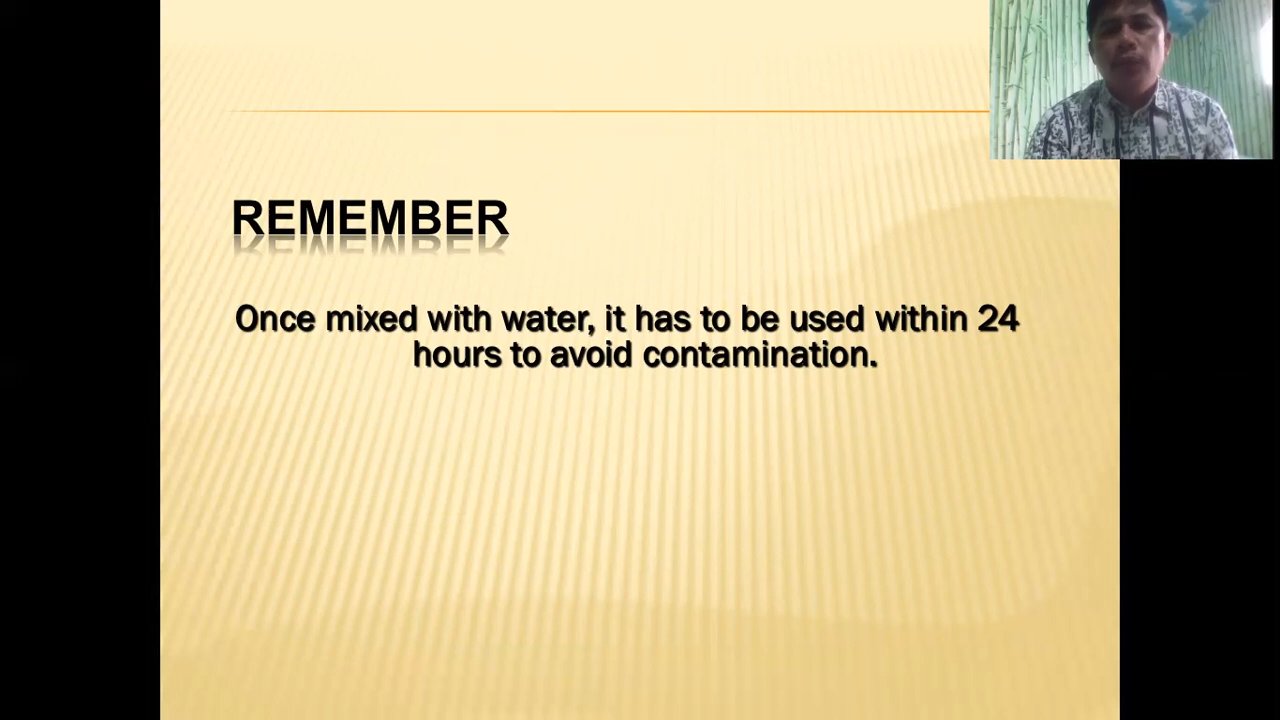 REMEMBER
Once mixed with water, it has to be used within 24
hours to avoid contamination.